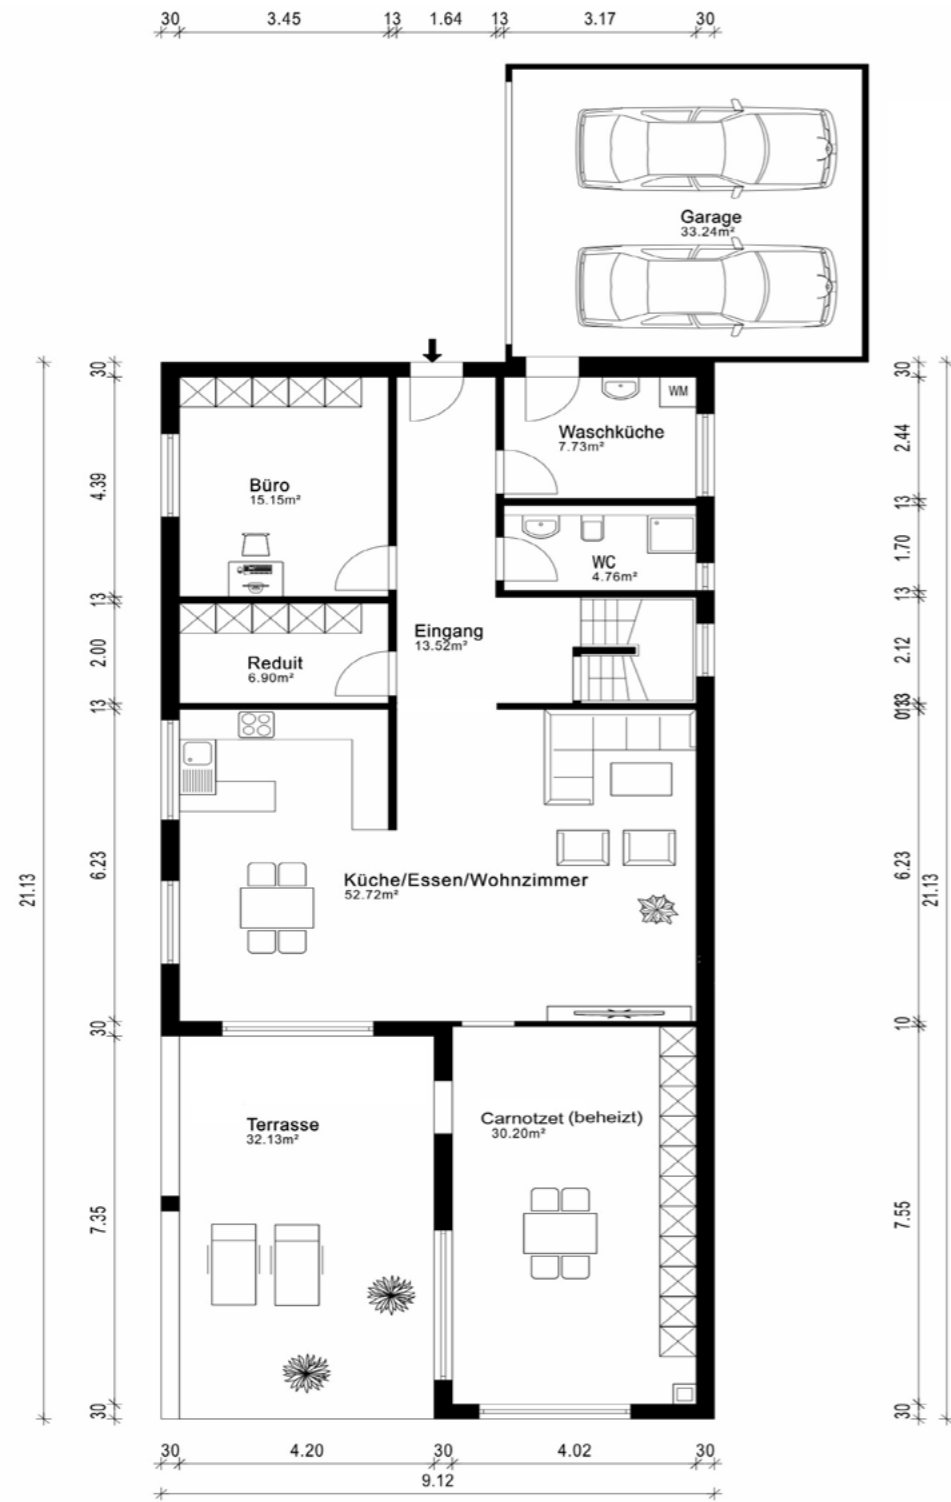 30 3.45 13 1.64 13 3.17 30
Garage
33.24m²
30
30
WM
Waschküche
7.73m²
2.44
4.39
Büro
15.15m²
13
WC
4.76m²
1.70
13
13
Eingang
13.52m²
2.00
Reduit
6.90m²
2.12
13
6.23
Küche/Essen/Wohnzimmer
52.72m²
6.23
21.13
21.13
30
10
Terrasse
32.13m²
Carnotzet (beheizt)
30.20m²
7.35
7.55
30
30
30 4.20 30 4.02 30
9.12